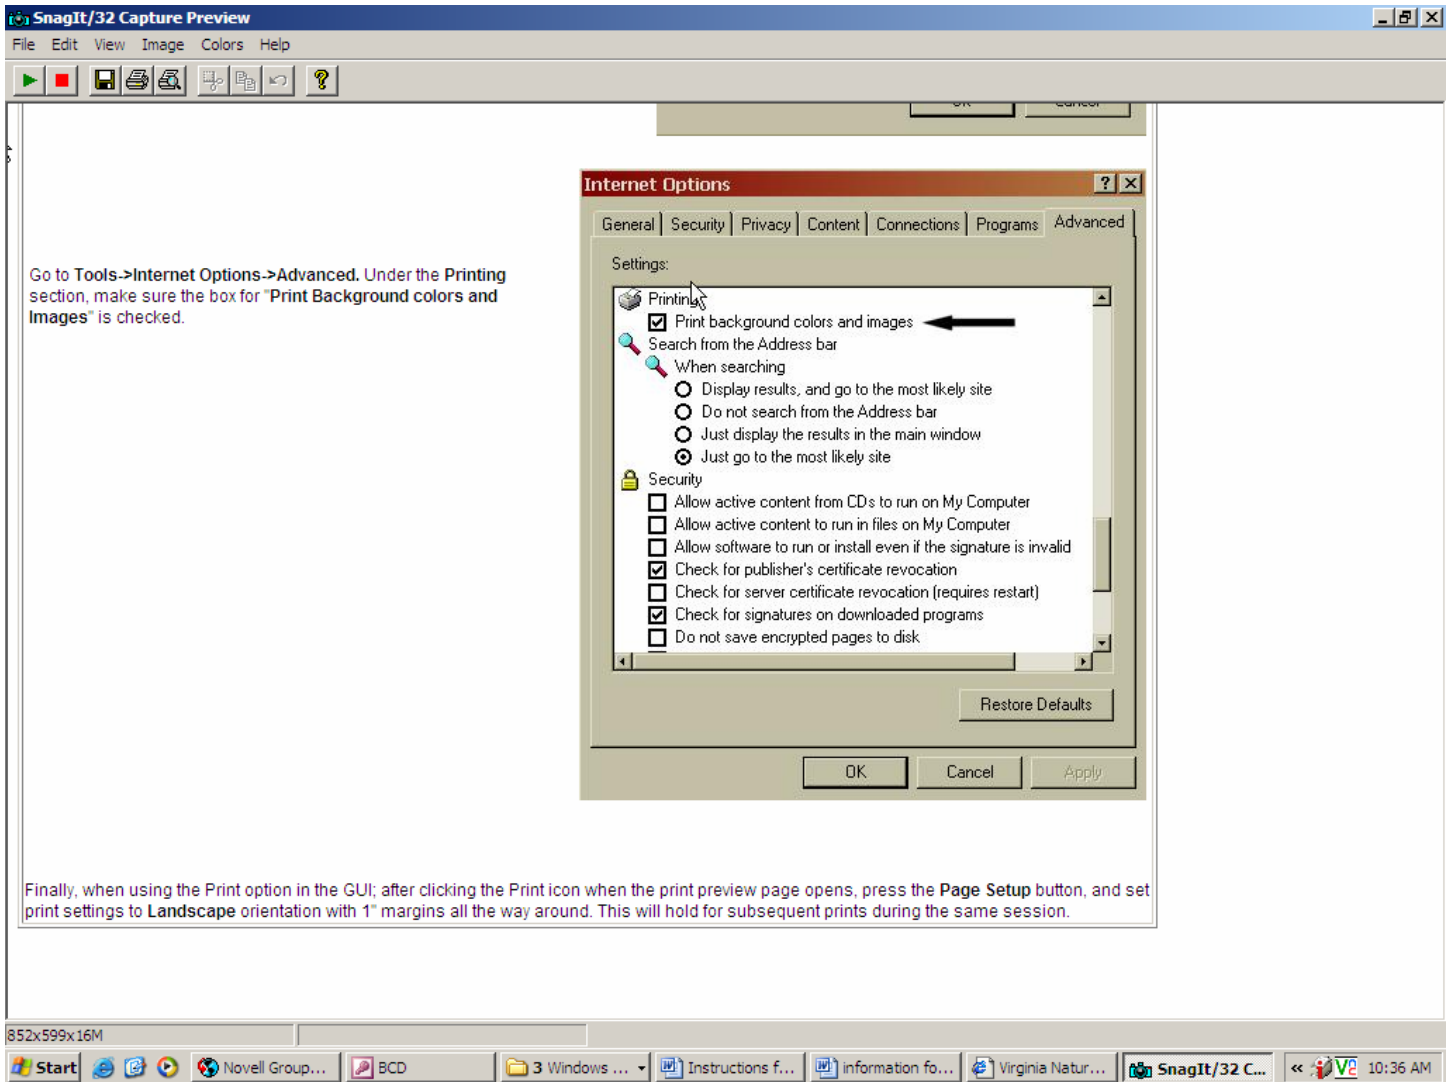 SnagIt/32 Capture Preview
File Edit View Image Colors Help
Internet Options
General Security Privacy Content Connections Programs Advanced
Settings:
Go to Tools->Internet Options->Advanced. Under the Printing
section, make sure the box for "Print Background colors and
Images" is checked.
Printing
Print background colors and images
Search from the Address bar
When searching
Display results, and go to the most likely site
Do not search from the Address bar
Just display the results in the main window
Just go to the most likely site
Security
Allow active content from CDs to run on My Computer
Allow active content to run in files on My Computer
Allow software to run or install even if the signature is invalid
Check for publisher's certificate revocation
Check for server certificate revocation (requires restart)
Check for signatures on downloaded programs
Do not save encrypted pages to disk
Restore Defaults
OK Cancel Apply
Finally, when using the Print option in the GUI; after clicking the Print icon when the print preview page opens, press the Page Setup button, and set
print settings to Landscape orientation with 1" margins all the way around. This will hold for subsequent prints during the same session.
852x599x16M
Start Novell Group... BCD 3 Windows ... Instructions f... information fo... Virginia Natur... SnagIt/32 C... « V2 10:36 AM